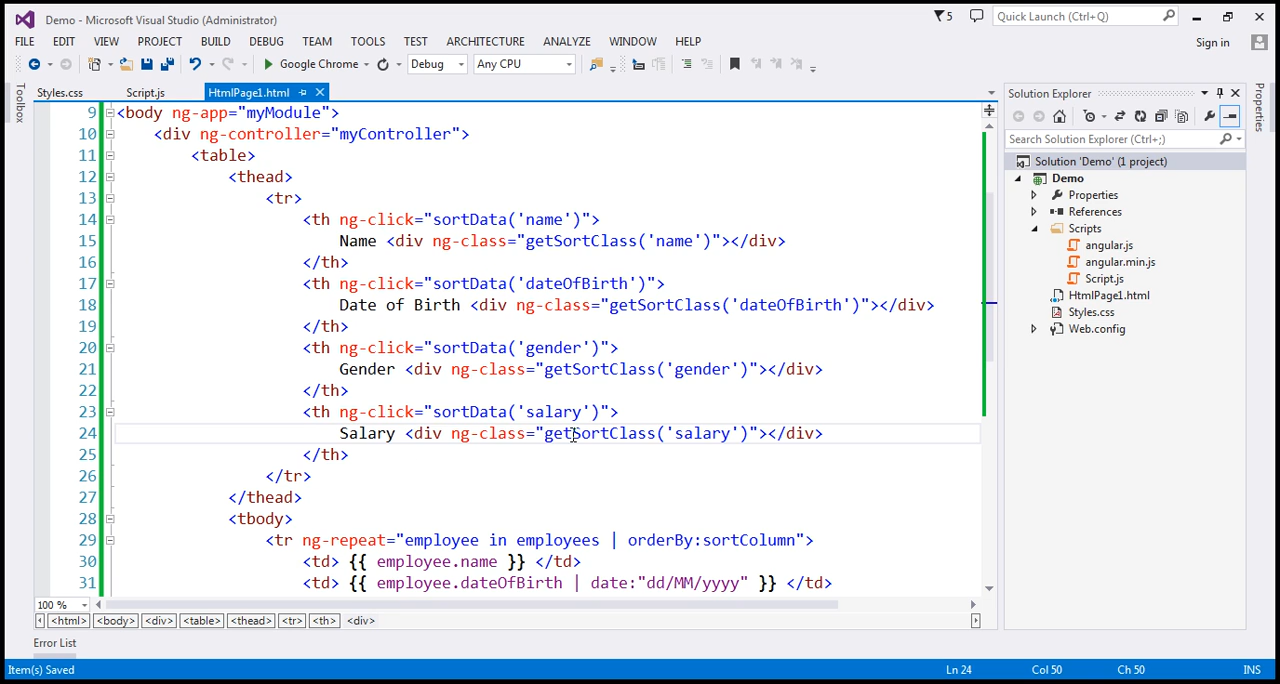 Demo - Microsoft Visual Studio (Administrator)
5
Quick Launch (Ctrl+Q)
FILE EDIT VIEW PROJECT BUILD DEBUG TEAM TOOLS TEST ARCHITECTURE ANALYZE WINDOW HELP
Sign in
Google Chrome Debug Any CPU
Toolbox
Styles.css Script.js HtmlPage1.html
9 <body ng-app="myModule">
10 <div ng-controller="myController">
11 <table>
12 <thead>
13 <tr>
14 <th ng-click="sortData('name')">
15 Name <div ng-class="getSortClass('name')"></div>
16 </th>
17 <th ng-click="sortData('dateOfBirth')">
18 Date of Birth <div ng-class="getSortClass('dateOfBirth')"></div>
19 </th>
20 <th ng-click="sortData('gender')">
21 Gender <div ng-class="getSortClass('gender')"></div>
22 </th>
23 <th ng-click="sortData('salary')">
24 Salary <div ng-class="getSortClass('salary')"></div>
25 </th>
26 </tr>
27 </thead>
28 <tbody>
29 <tr ng-repeat="employee in employees | orderBy:sortColumn">
30 <td> {{ employee.name }} </td>
31 <td> {{ employee.dateOfBirth | date:"dd/MM/yyyy" }} </td>
100 %
<html> <body> <div> <table> <thead> <tr> <th> <div>
Error List
Item(s) Saved Ln 24 Col 50 Ch 50 INS
Solution Explorer
Search Solution Explorer (Ctrl+;)
Solution 'Demo' (1 project)
Demo
Properties
References
Scripts
angular.js
angular.min.js
Script.js
HtmlPage1.html
Styles.css
Web.config
Properties